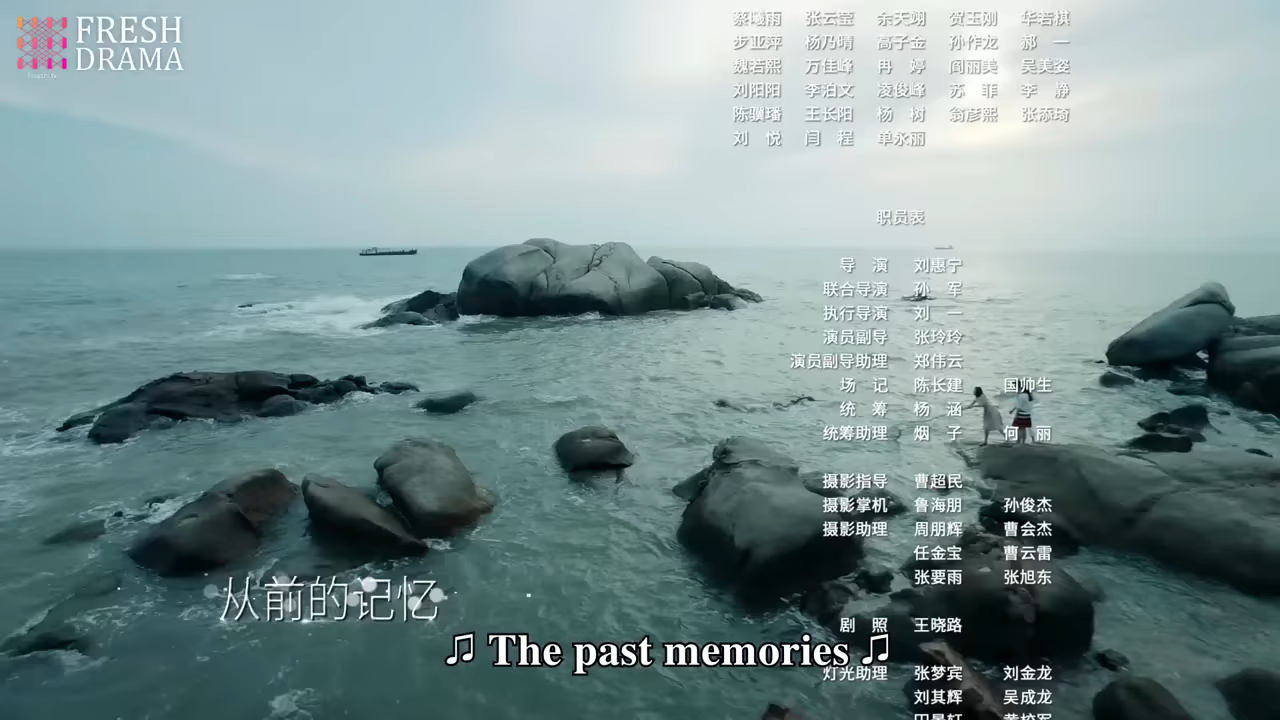 FRESH
DRAMA
蔡曦雨 张云莹 余天翊 贺玉刚 华若棋
步亚萍 杨乃晴 高子金 孙作龙 郝一
魏若熙 万佳峰 冉婷 阎丽美 吴美姿
刘阳阳 李泊文 凌俊峰 苏菲 李静
陈骥璠 王长阳 杨树 翁彦熙 张添琦
刘悦 闫程 单永丽
职员表
导演 刘惠宁
联合导演 孙军
执行导演 刘一
演员副导 张玲玲
演员副导助理 郑伟云
场记 陈长建 国帅生
统筹 杨涵
统筹助理 烟子 何丽
摄影指导 曹超民
摄影掌机 鲁海朋 孙俊杰
摄影助理 周朋辉 曹会杰
任金宝 曹云雷
张要雨 张旭东
从前的记忆
剧照 王晓路
♫ The past memories ♫
灯光助理 张梦宾 刘金龙
刘其辉 吴成龙